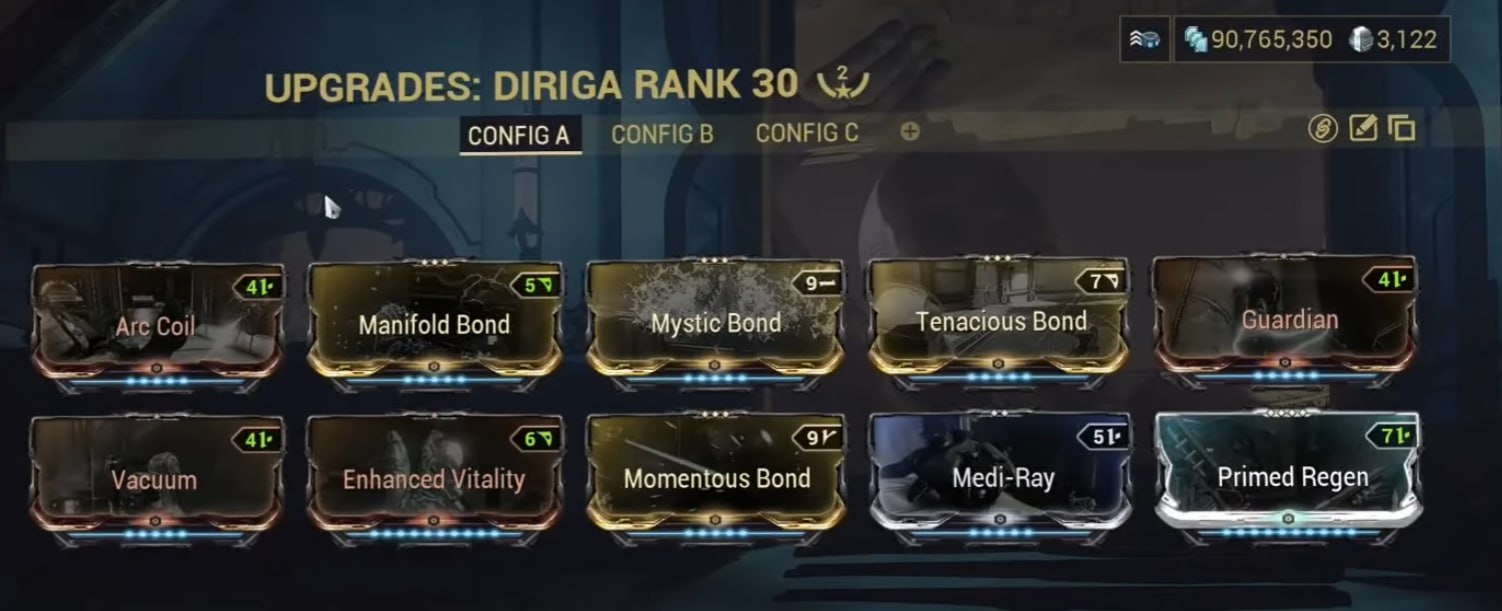 90,765,350 3,122
UPGRADES: DIRIGA RANK 30 2
CONFIG A CONFIG B CONFIG C
4 5 9 7 4
Arc Coil Manifold Bond Mystic Bond Tenacious Bond Guardian
4 6 9 5 7
Vacuum Enhanced Vitality Momentous Bond Medi-Ray Primed Regen